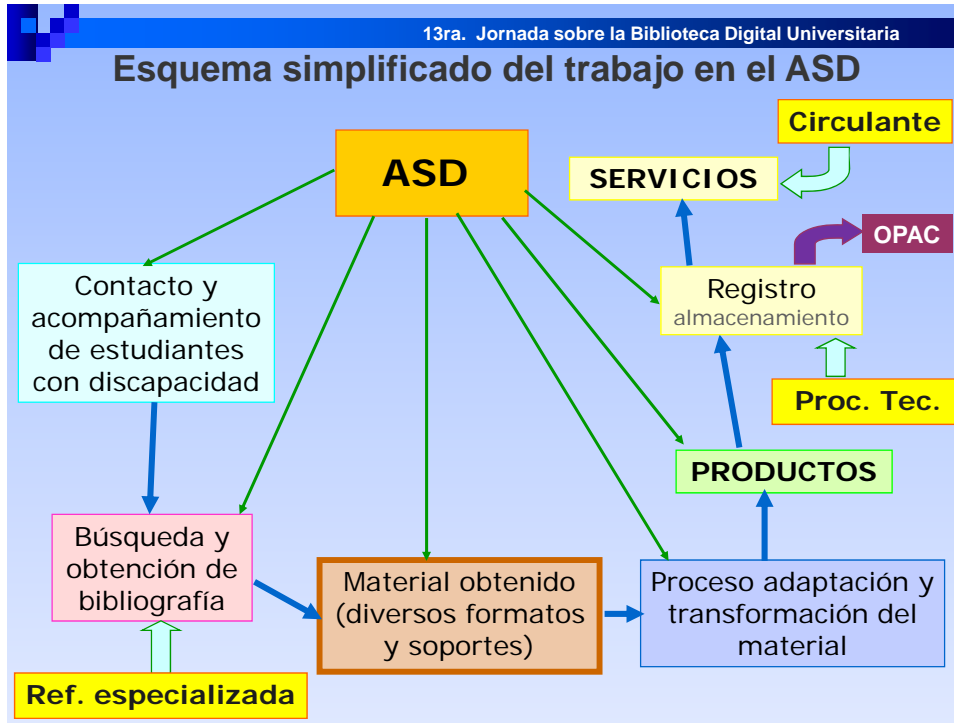 13ra. Jornada sobre la Biblioteca Digital Universitaria
Esquema simplificado del trabajo en el ASD
Circulante
ASD
SERVICIOS
OPAC
Contacto y
acompañamiento
de estudiantes
con discapacidad
Registro
almacenamiento
Proc. Tec.
PRODUCTOS
Búsqueda y
obtención de
bibliografía
Material obtenido
(diversos formatos
y soportes)
Proceso adaptación y
transformación del
material
Ref. especializada